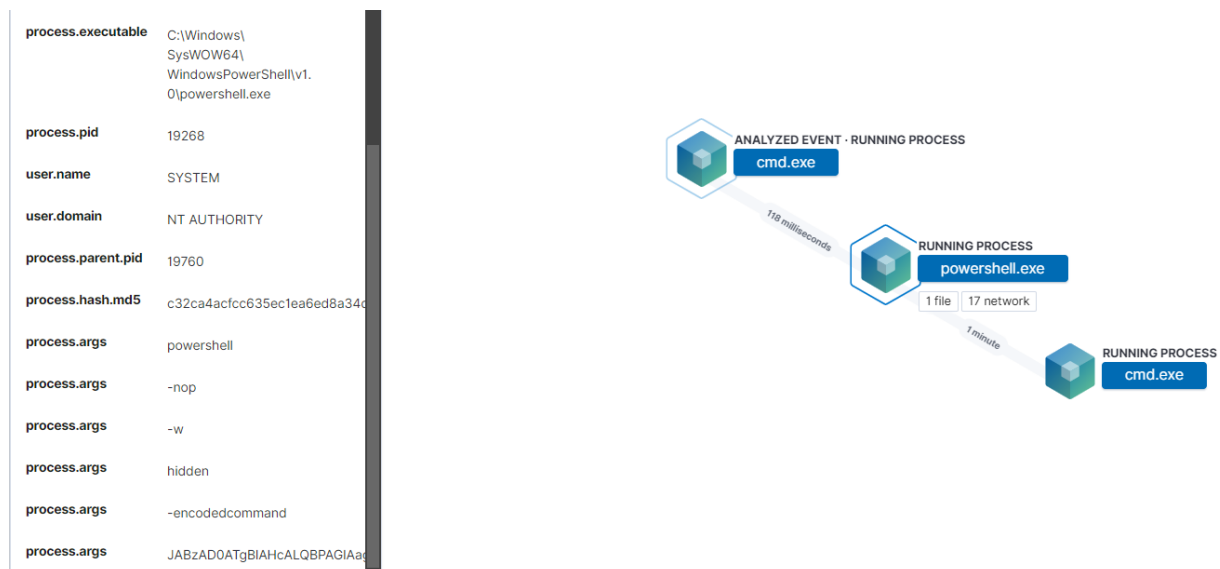 process.executable
C:\Windows\
SysWOW64\
WindowsPowerShell\v1.
0\powershell.exe
process.pid
19268
user.name
SYSTEM
user.domain
NT AUTHORITY
process.parent.pid
19760
process.hash.md5
c32ca4acfcc635ec1ea6ed8a34d
process.args
powershell
process.args
-nop
process.args
-w
process.args
hidden
process.args
-encodedcommand
process.args
JABzAD0ATgBlAHcALQBPAGIAag
ANALYZED EVENT · RUNNING PROCESS
cmd.exe
118 milliseconds
RUNNING PROCESS
powershell.exe
1 file
17 network
1 minute
RUNNING PROCESS
cmd.exe